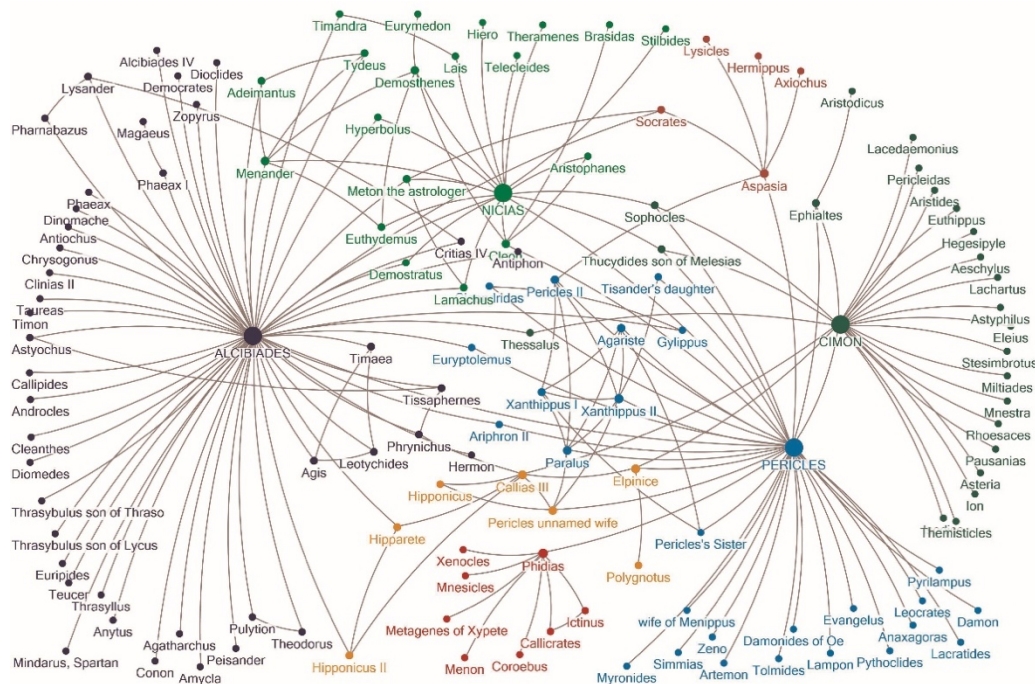 Timandra
Eurymedon
Hiero
Theramenes
Brasidas
Stilbides
Alcibiades IV
Democrates
Dioclides
Zopyrus
Lysander
Tydeus
Lais
Telecleides
Lysicles
Hermippus
Axiochus
Adeimantus
Demosthenes
Aristodicus
Pharnabazus
Magaeus
Hyperbolus
Socrates
Lacedaemonius
Phaeax I
Menander
Aristophanes
Pericleidas
Meton the astrologer
NICIAS
Aspasia
Aristides
Phaeax
Sophocles
Ephialtes
Euthippus
Dinomache
Hegesipyle
Antiochus
Euthydemus
Critias IV
Cleon
Antiphon
Thucydides son of Melesias
Aeschylus
Chrysogonus
Demostratus
Lachartus
Clinias II
Lamachus
Iridas
Pericles II
Tisander's daughter
Taureas
Astyphilus
Timon
Thessalus
Agariste
Gylippus
CIMON
Eleius
Astyochus
ALCIBIADES
Timaea
Euryptolemus
Stesimbrotus
Callipides
Miltiades
Androcles
Tissaphernes
Xanthippus I
Xanthippus II
Mnestra
Cleanthes
Phrynichus
Ariphron II
Rhoesaces
Diomedes
Agis
Leotychides
Hermon
Paralus
PERICLES
Pausanias
Hipponicus
Callias III
Elpinice
Asteria
Ion
Thrasybulus son of Thraso
Pericles unnamed wife
Themisticles
Thrasybulus son of Lycus
Hipparete
Pericles's Sister
Euripides
Xenocles
Phidias
Polygnotus
Pyrilampus
Teucer
Mnesicles
Thrasyllus
Leocrates
Damon
Anytus
Pulytion
Metagenes of Xypete
Ictinus
wife of Menippus
Evangelus
Anaxagoras
Agatharchus
Theodorus
Callicrates
Zeno
Damonides of Oe
Lacratides
Mindarus, Spartan
Conon
Peisander
Hipponicus II
Menon
Coroebus
Simmias
Lampon
Pythoclides
Amycla
Myronides
Artemon
Tolmides